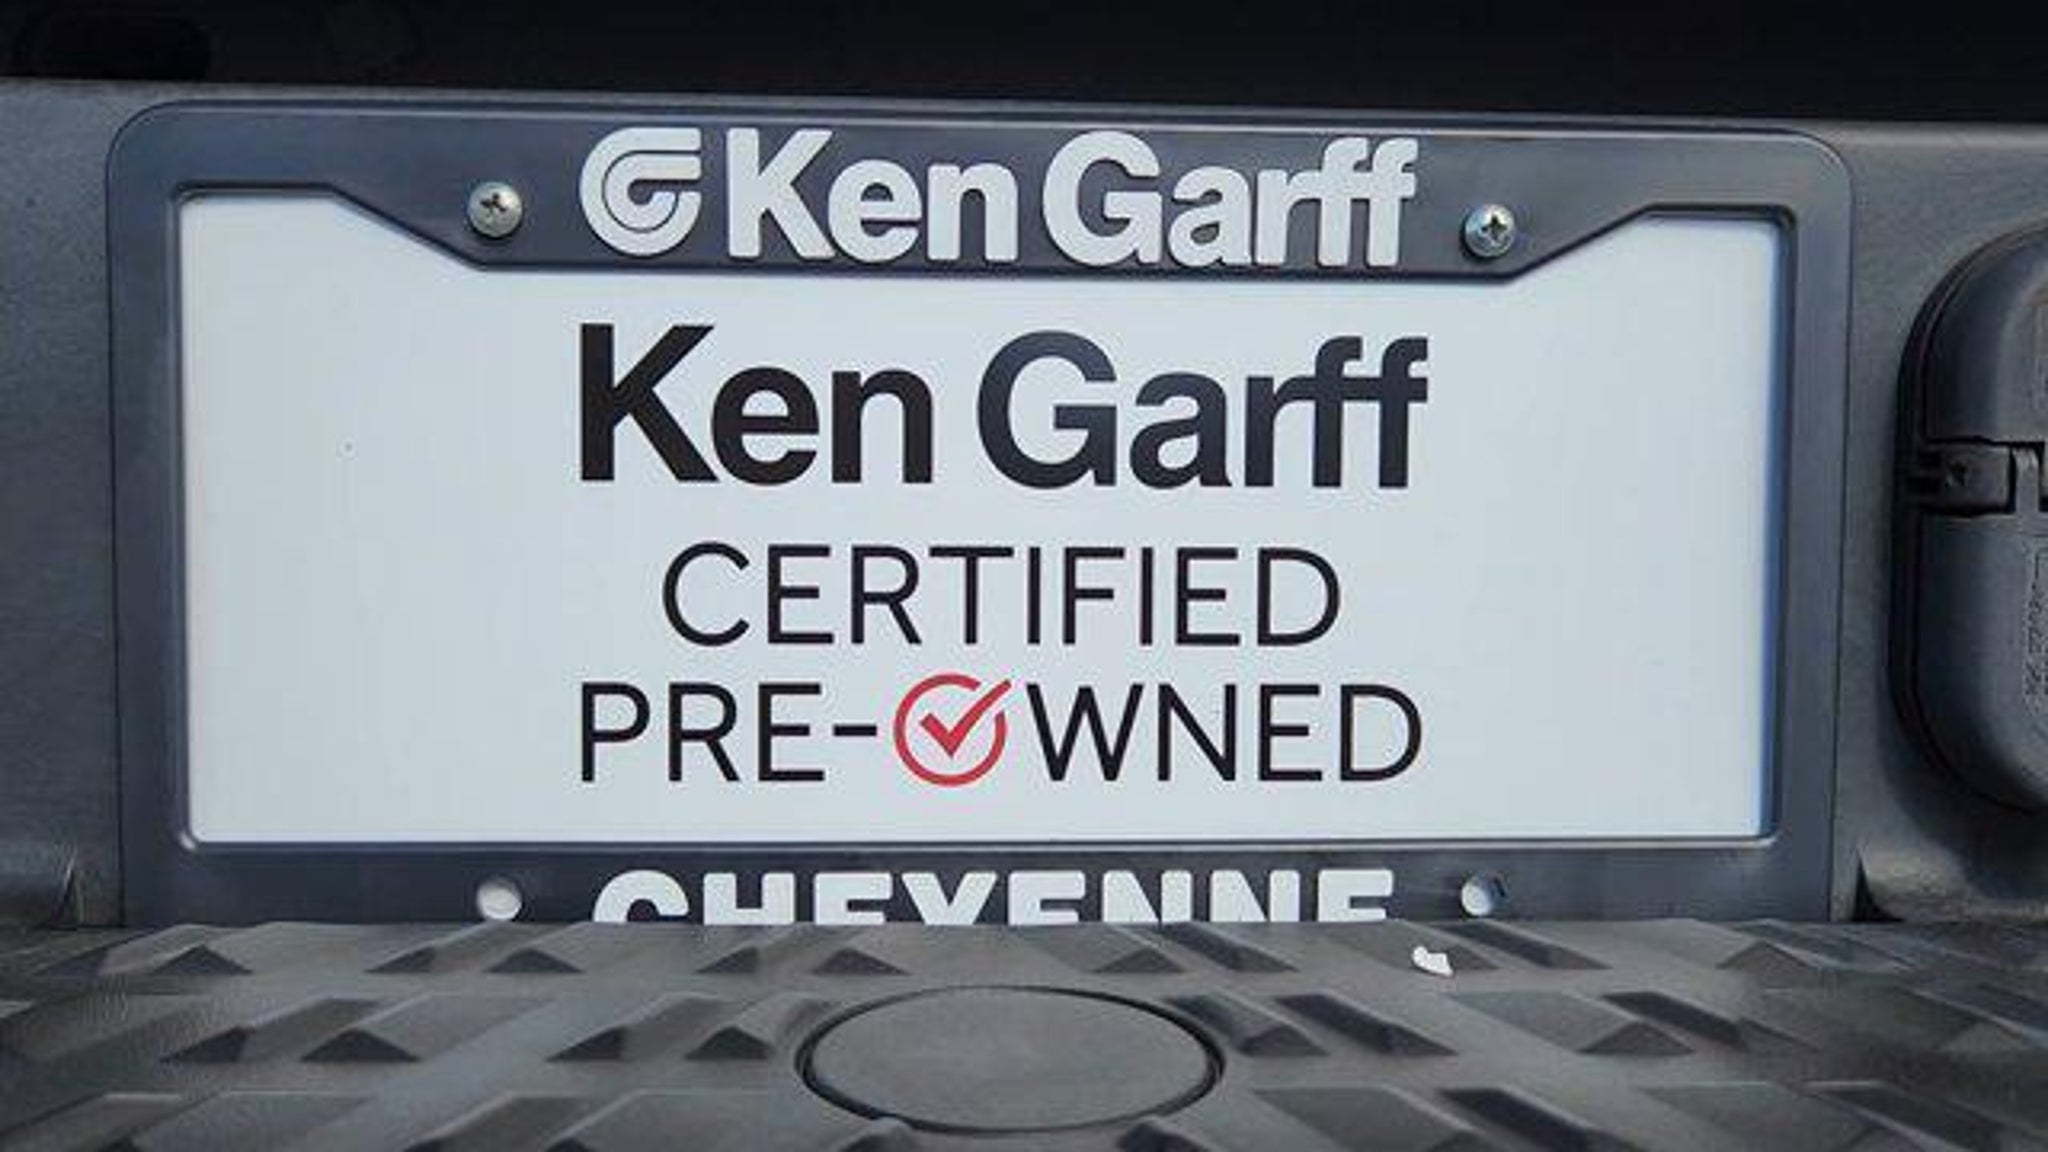 Ken Garff
Ken Garff
CERTIFIED
PRE-OWNED
CHEYENNE